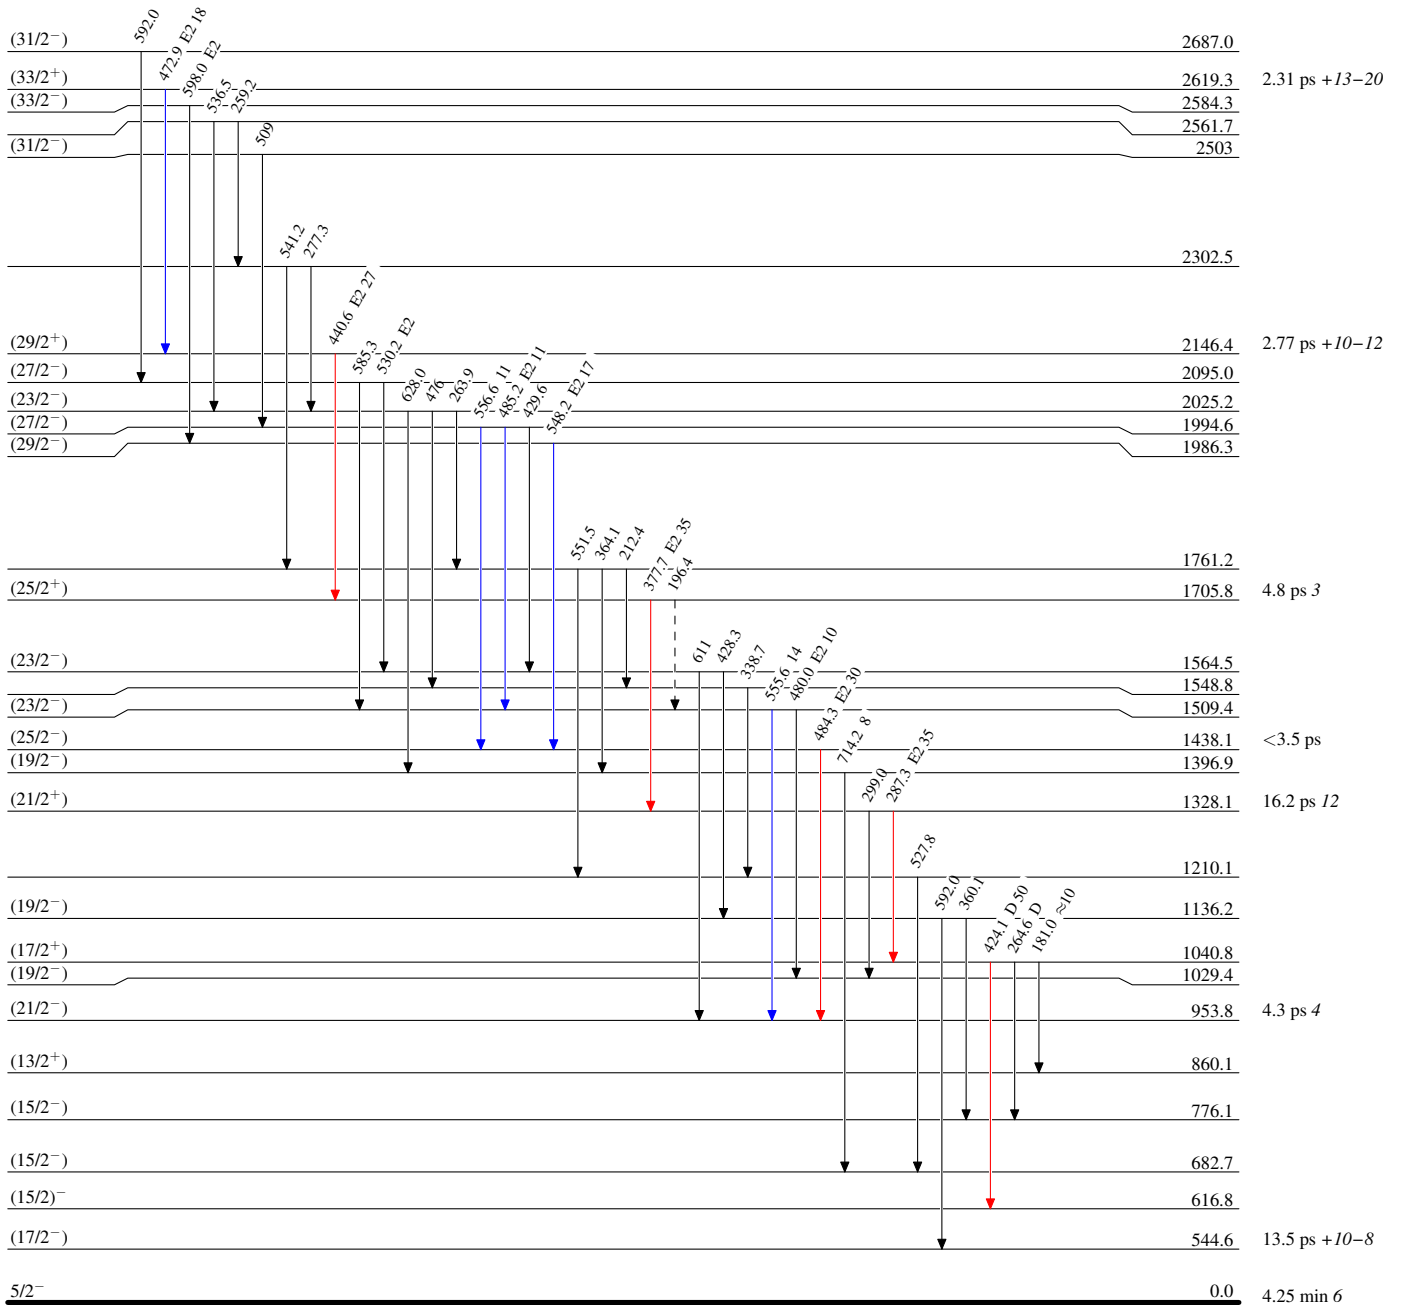 592.0
472.9 E2 18
598.0 E2
536.5
259.2
509
(31/2−) 2687.0
(33/2+) 2619.3 2.31 ps +13−20
(33/2−) 2584.3
2561.7
(31/2−) 2503
541.2
277.3
2302.5
440.6 E2 27
585.3
530.2 E2
628.0
476
263.9
556.6 11
485.2 E2 11
429.6
548.2 E2 17
(29/2+) 2146.4 2.77 ps +10−12
(27/2−) 2095.0
(23/2−) 2025.2
(27/2−) 1994.6
(29/2−) 1986.3
551.5
364.1
212.4
377.7 E2 35
196.4
1761.2
(25/2+) 1705.8 4.8 ps 3
611
428.3
338.7
555.6 14
480.0 E2 10
484.3 E2 30
714.2 8
299.0
287.3 E2 35
(23/2−) 1564.5
1548.8
(23/2−) 1509.4
(25/2−) 1438.1 <3.5 ps
(19/2−) 1396.9
(21/2+) 1328.1 16.2 ps 12
527.8
592.0
360.1
424.1 D 50
264.6 D
181.0 ≈10
1210.1
(19/2−) 1136.2
(17/2+) 1040.8
(19/2−) 1029.4
(21/2−) 953.8 4.3 ps 4
(13/2+) 860.1
(15/2−) 776.1
(15/2−) 682.7
(15/2)− 616.8
(17/2−) 544.6 13.5 ps +10−8
5/2− 0.0 4.25 min 6